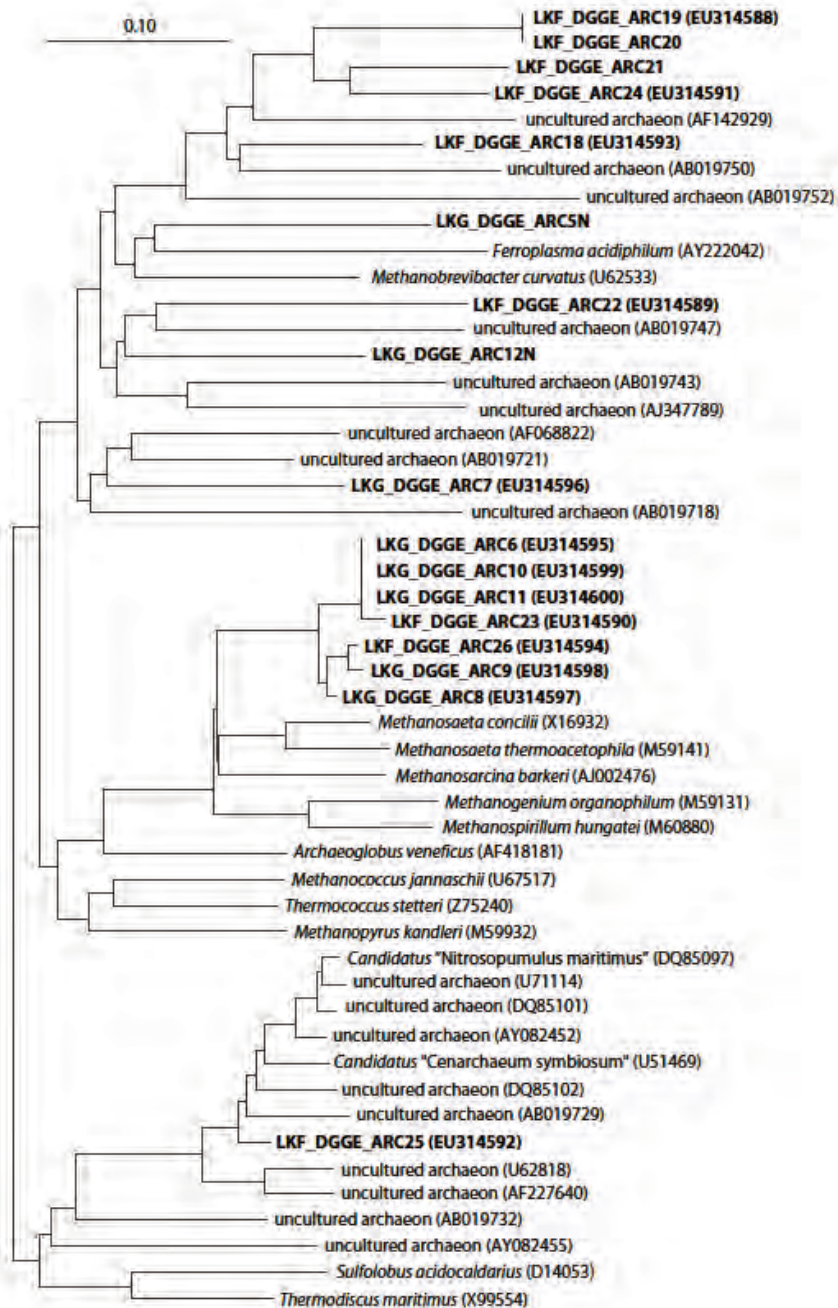 0.10
LKF_DGGE_ARC19 (EU314588)
LKF_DGGE_ARC20
LKF_DGGE_ARC21
LKF_DGGE_ARC24 (EU314591)
uncultured archaeon (AF142929)
LKF_DGGE_ARC18 (EU314593)
uncultured archaeon (AB019750)
uncultured archaeon (AB019752)
LKG_DGGE_ARC5N
Ferroplasma acidiphilum (AY222042)
Methanobrevibacter curvatus (U62533)
LKF_DGGE_ARC22 (EU314589)
uncultured archaeon (AB019747)
LKG_DGGE_ARC12N
uncultured archaeon (AB019743)
uncultured archaeon (AJ347789)
uncultured archaeon (AF068822)
uncultured archaeon (AB019721)
LKG_DGGE_ARC7 (EU314596)
uncultured archaeon (AB019718)
LKG_DGGE_ARC6 (EU314595)
LKG_DGGE_ARC10 (EU314599)
LKG_DGGE_ARC11 (EU314600)
LKF_DGGE_ARC23 (EU314590)
LKF_DGGE_ARC26 (EU314594)
LKG_DGGE_ARC9 (EU314598)
LKG_DGGE_ARC8 (EU314597)
Methanosaeta concilii (X16932)
Methanosaeta thermoacetophila (M59141)
Methanosarcina barkeri (AJ002476)
Methanogenium organophilum (M59131)
Methanospirillum hungatei (M60880)
Archaeoglobus veneficus (AF418181)
Methanococcus jannaschii (U67517)
Thermococcus stetteri (Z75240)
Methanopyrus kandleri (M59932)
Candidatus "Nitrosopumulus maritimus" (DQ85097)
uncultured archaeon (U71114)
uncultured archaeon (DQ85101)
uncultured archaeon (AY082452)
Candidatus "Cenarchaeum symbiosum" (U51469)
uncultured archaeon (DQ85102)
uncultured archaeon (AB019729)
LKF_DGGE_ARC25 (EU314592)
uncultured archaeon (U62818)
uncultured archaeon (AF227640)
uncultured archaeon (AB019732)
uncultured archaeon (AY082455)
Sulfolobus acidocaldarius (D14053)
Thermodiscus maritimus (X99554)